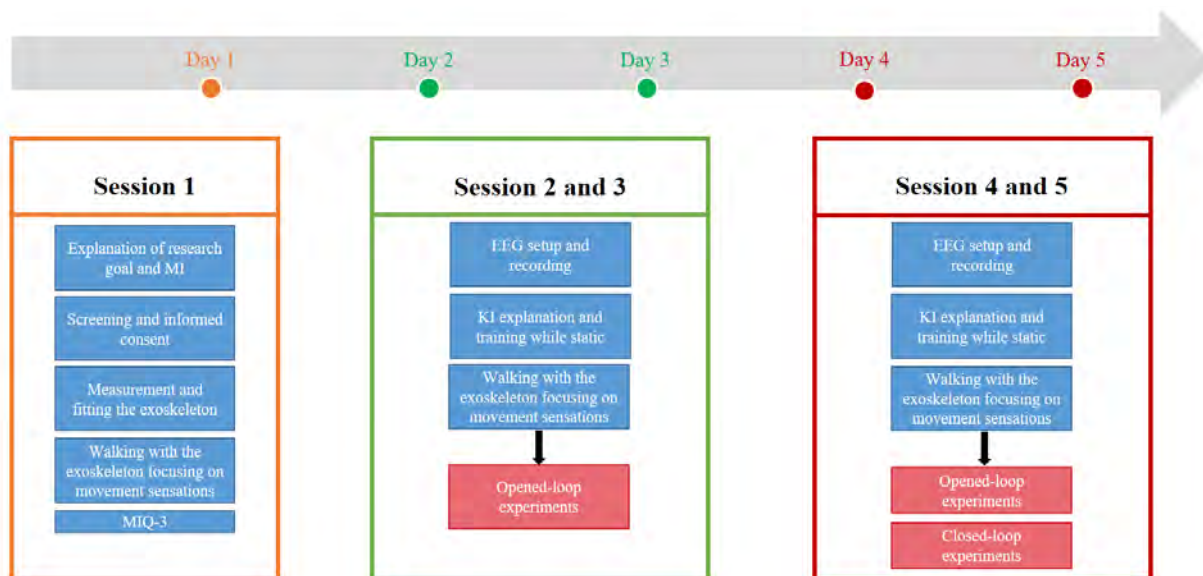 Day 1
Day 2
Day 3
Day 4
Day 5
Session 1
Explanation of research
goal and MI
Screening and informed
consent
Measurement and
fitting the exoskeleton
Walking with the
exoskeleton focusing on
movement sensations
MIQ-3
Session 2 and 3
EEG setup and
recording
KI explanation and
training while static
Walking with the
exoskeleton focusing on
movement sensations
Opened-loop
experiments
Session 4 and 5
EEG setup and
recording
KI explanation and
training while static
Walking with the
exoskeleton focusing on
movement sensations
Opened-loop
experiments
Closed-loop
experiments